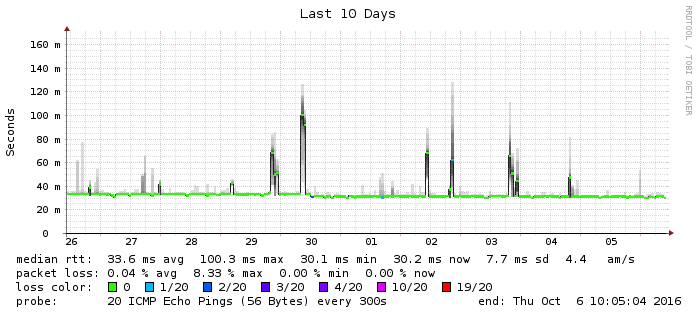 Last 10 Days
RRDTOOL / TOBI OETIKER
Seconds
160 m
140 m
120 m
100 m
80 m
60 m
40 m
20 m
0
26 27 28 29 30 01 02 03 04 05
median rtt: 33.6 ms avg 100.3 ms max 30.1 ms min 30.2 ms now 7.7 ms sd 4.4 am/s
packet loss: 0.04 % avg 8.33 % max 0.00 % min 0.00 % now
loss color: 0 1/20 2/20 3/20 4/20 10/20 19/20
probe: 20 ICMP Echo Pings (56 Bytes) every 300s end: Thu Oct 6 10:05:04 2016